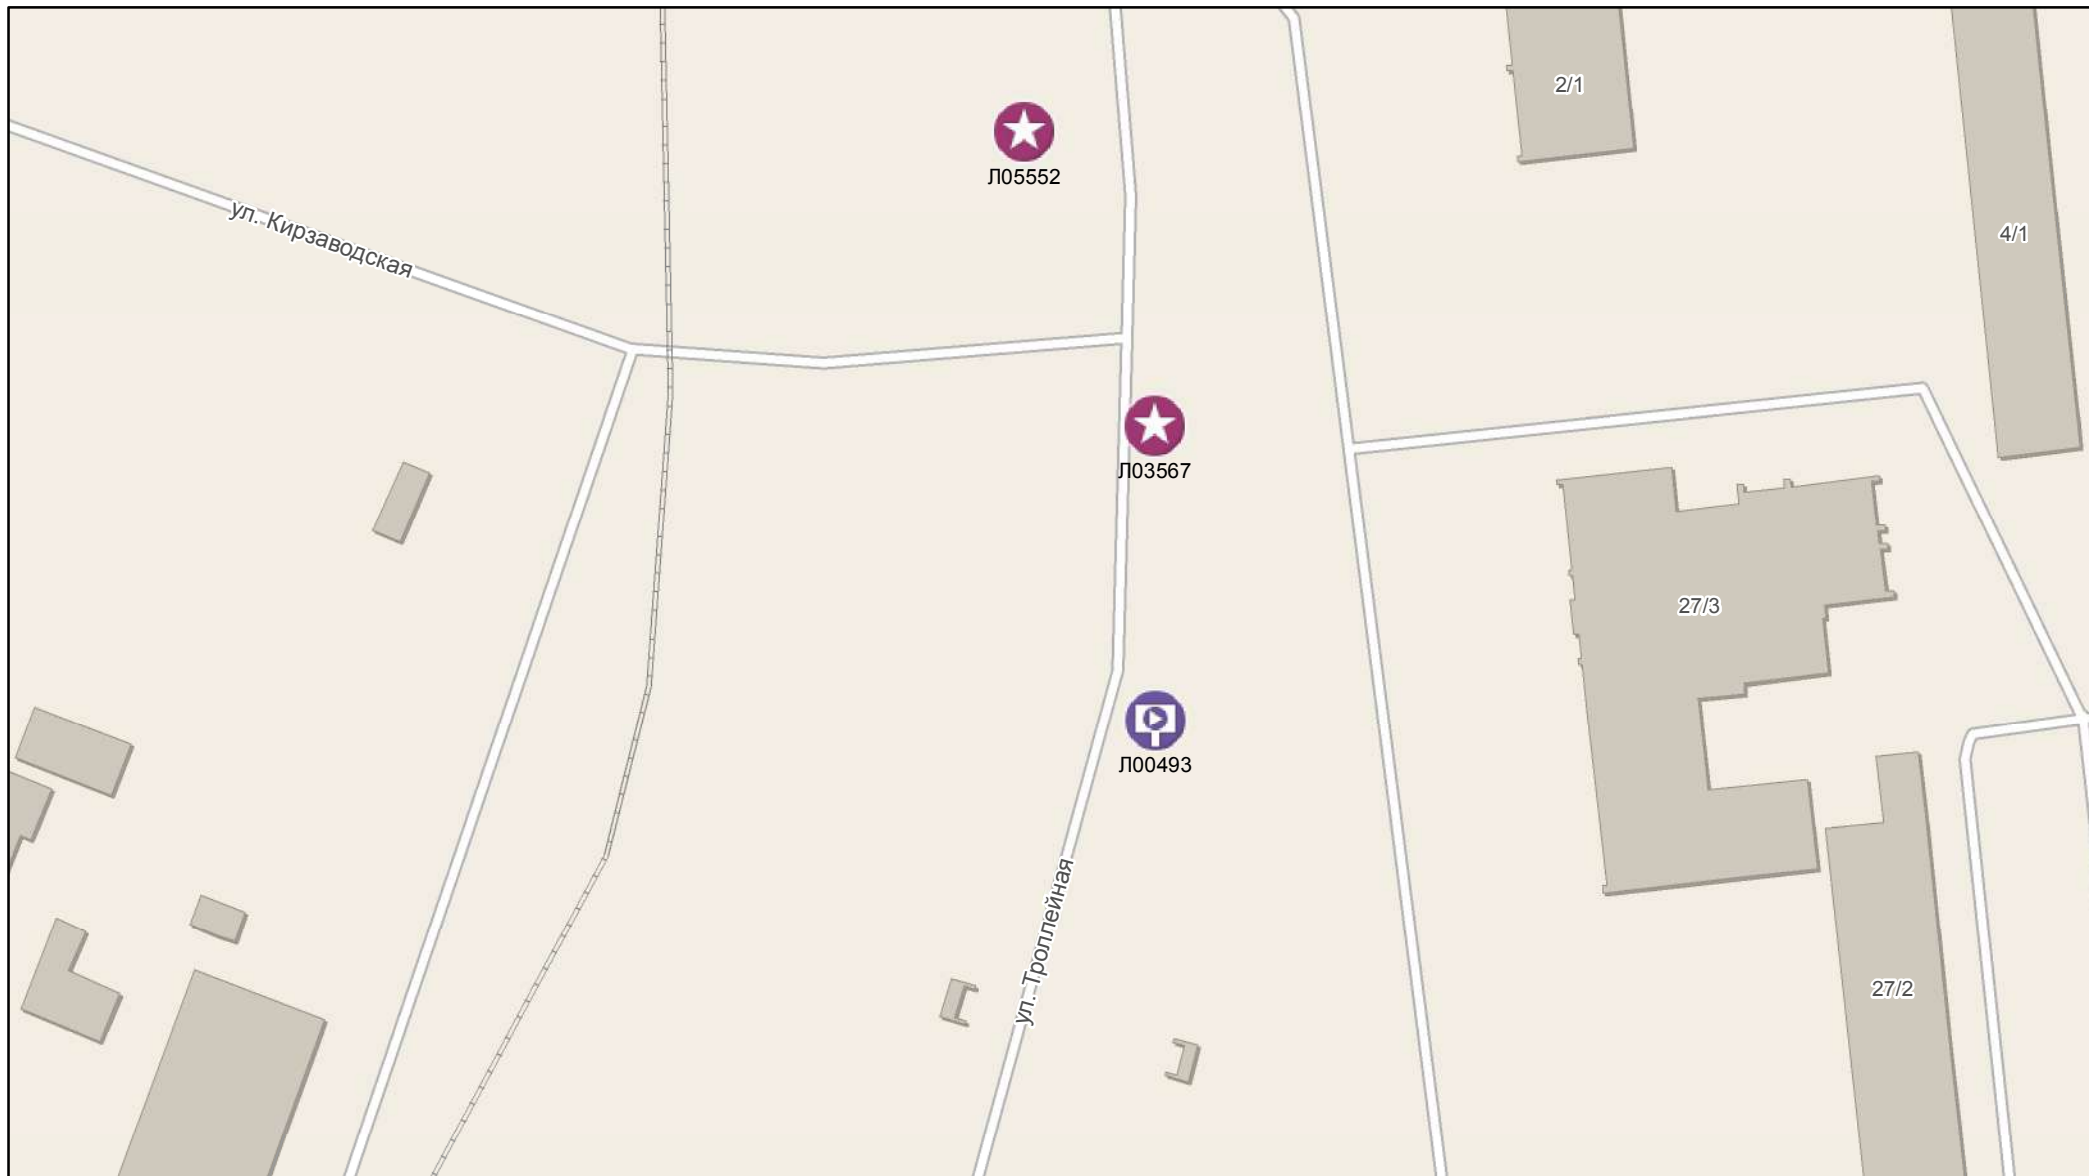 2/1
Л05552
ул. Кирзаводская
4/1
Л03567
27/3
Л00493
ул. Троллейная
27/2